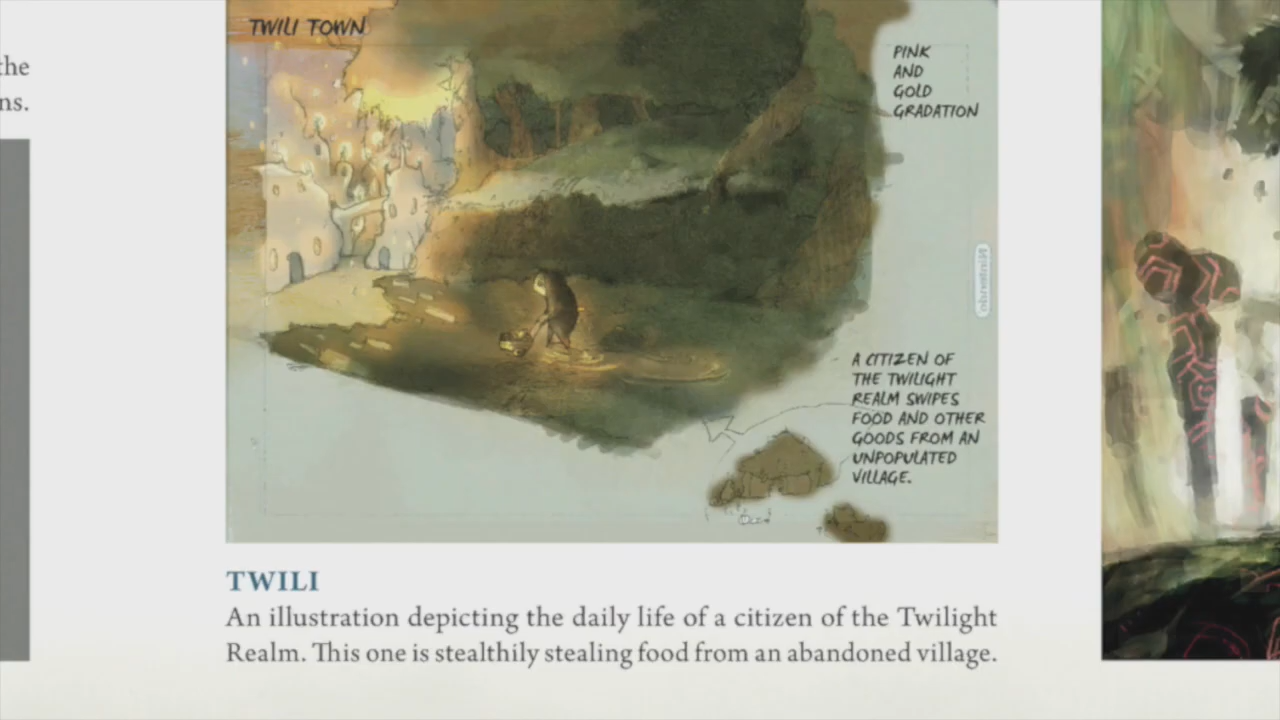 the
ns.
TWILI TOWN
PINK
AND
GOLD
GRADATION
Nintendo
A CITIZEN OF
THE TWILIGHT
REALM SWIPES
FOOD AND OTHER
GOODS FROM AN
UNPOPULATED
VILLAGE.
TWILI
An illustration depicting the daily life of a citizen of the Twilight
Realm. This one is stealthily stealing food from an abandoned village.